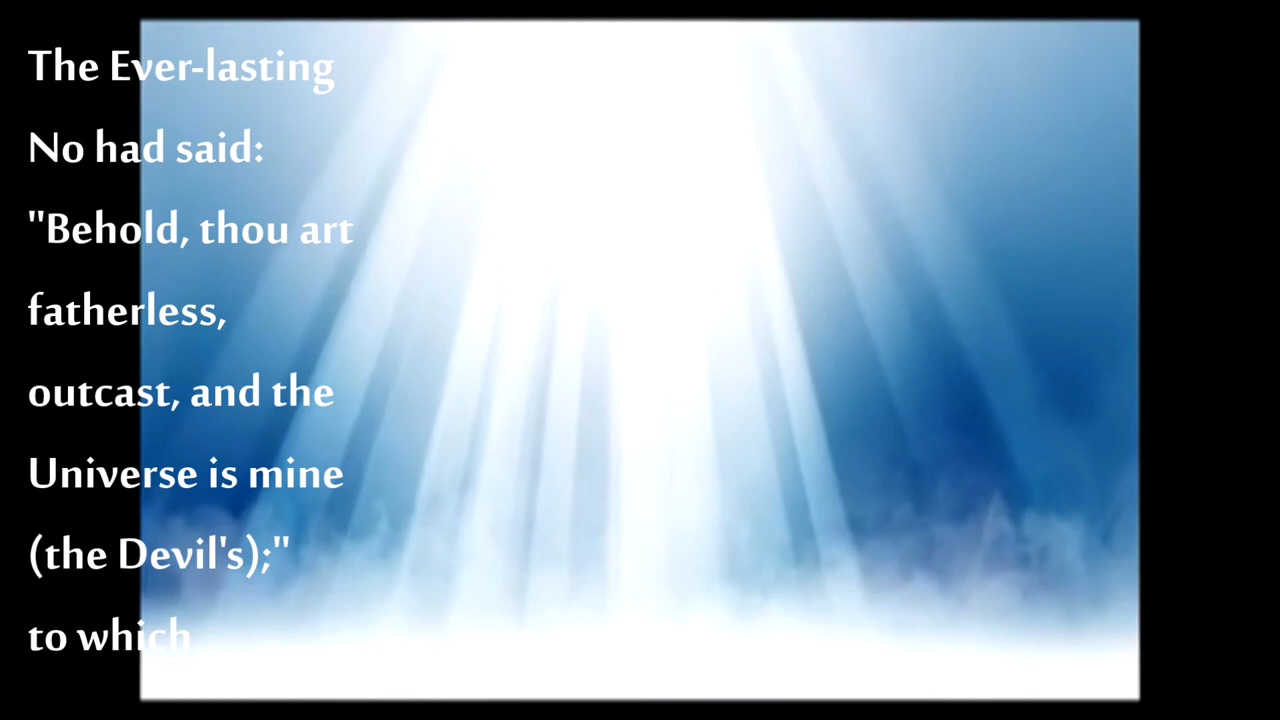 The Ever-lasting
No had said:
"Behold, thou art
fatherless,
outcast, and the
Universe is mine
(the Devil's);"
to which